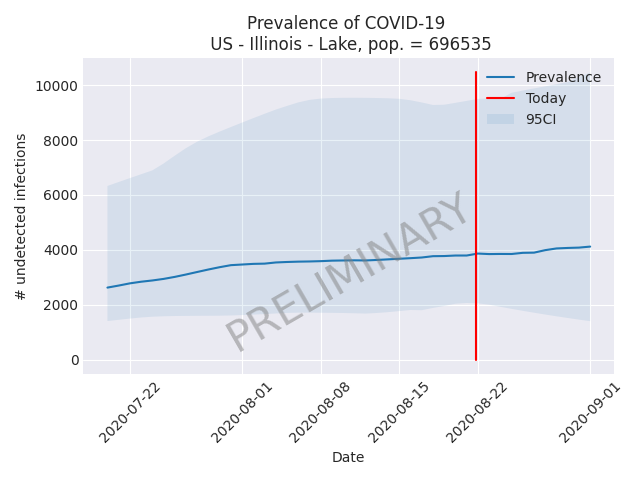 Prevalence of COVID-19
US - Illinois - Lake, pop. = 696535
# undetected infections
10000
8000
6000
4000
2000
0
Prevalence
Today
95CI
PRELIMINARY
2020-07-22
2020-08-01
2020-08-08
2020-08-15
2020-08-22
2020-09-01
Date